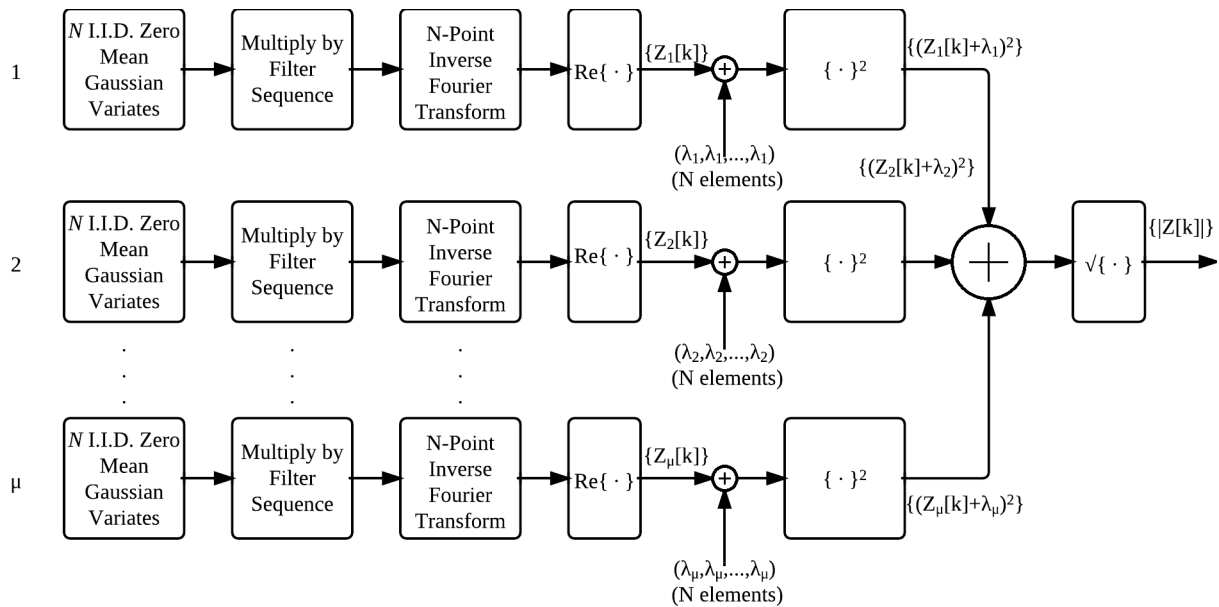 1
N I.I.D. Zero
Mean
Gaussian
Variates
Multiply by
Filter
Sequence
N-Point
Inverse
Fourier
Transform
Re{ · }
{Z₁[k]}
+
(λ₁,λ₁,...,λ₁)
(N elements)
{ · }²
{(Z₁[k]+λ₁)²}
2
N I.I.D. Zero
Mean
Gaussian
Variates
Multiply by
Filter
Sequence
N-Point
Inverse
Fourier
Transform
Re{ · }
{Z₂[k]}
+
(λ₂,λ₂,...,λ₂)
(N elements)
{ · }²
{(Z₂[k]+λ₂)²}
+
√{ · }
{|Z[k]|}
μ
N I.I.D. Zero
Mean
Gaussian
Variates
Multiply by
Filter
Sequence
N-Point
Inverse
Fourier
Transform
Re{ · }
{Zμ[k]}
+
(λμ,λμ,...,λμ)
(N elements)
{ · }²
{(Zμ[k]+λμ)²}